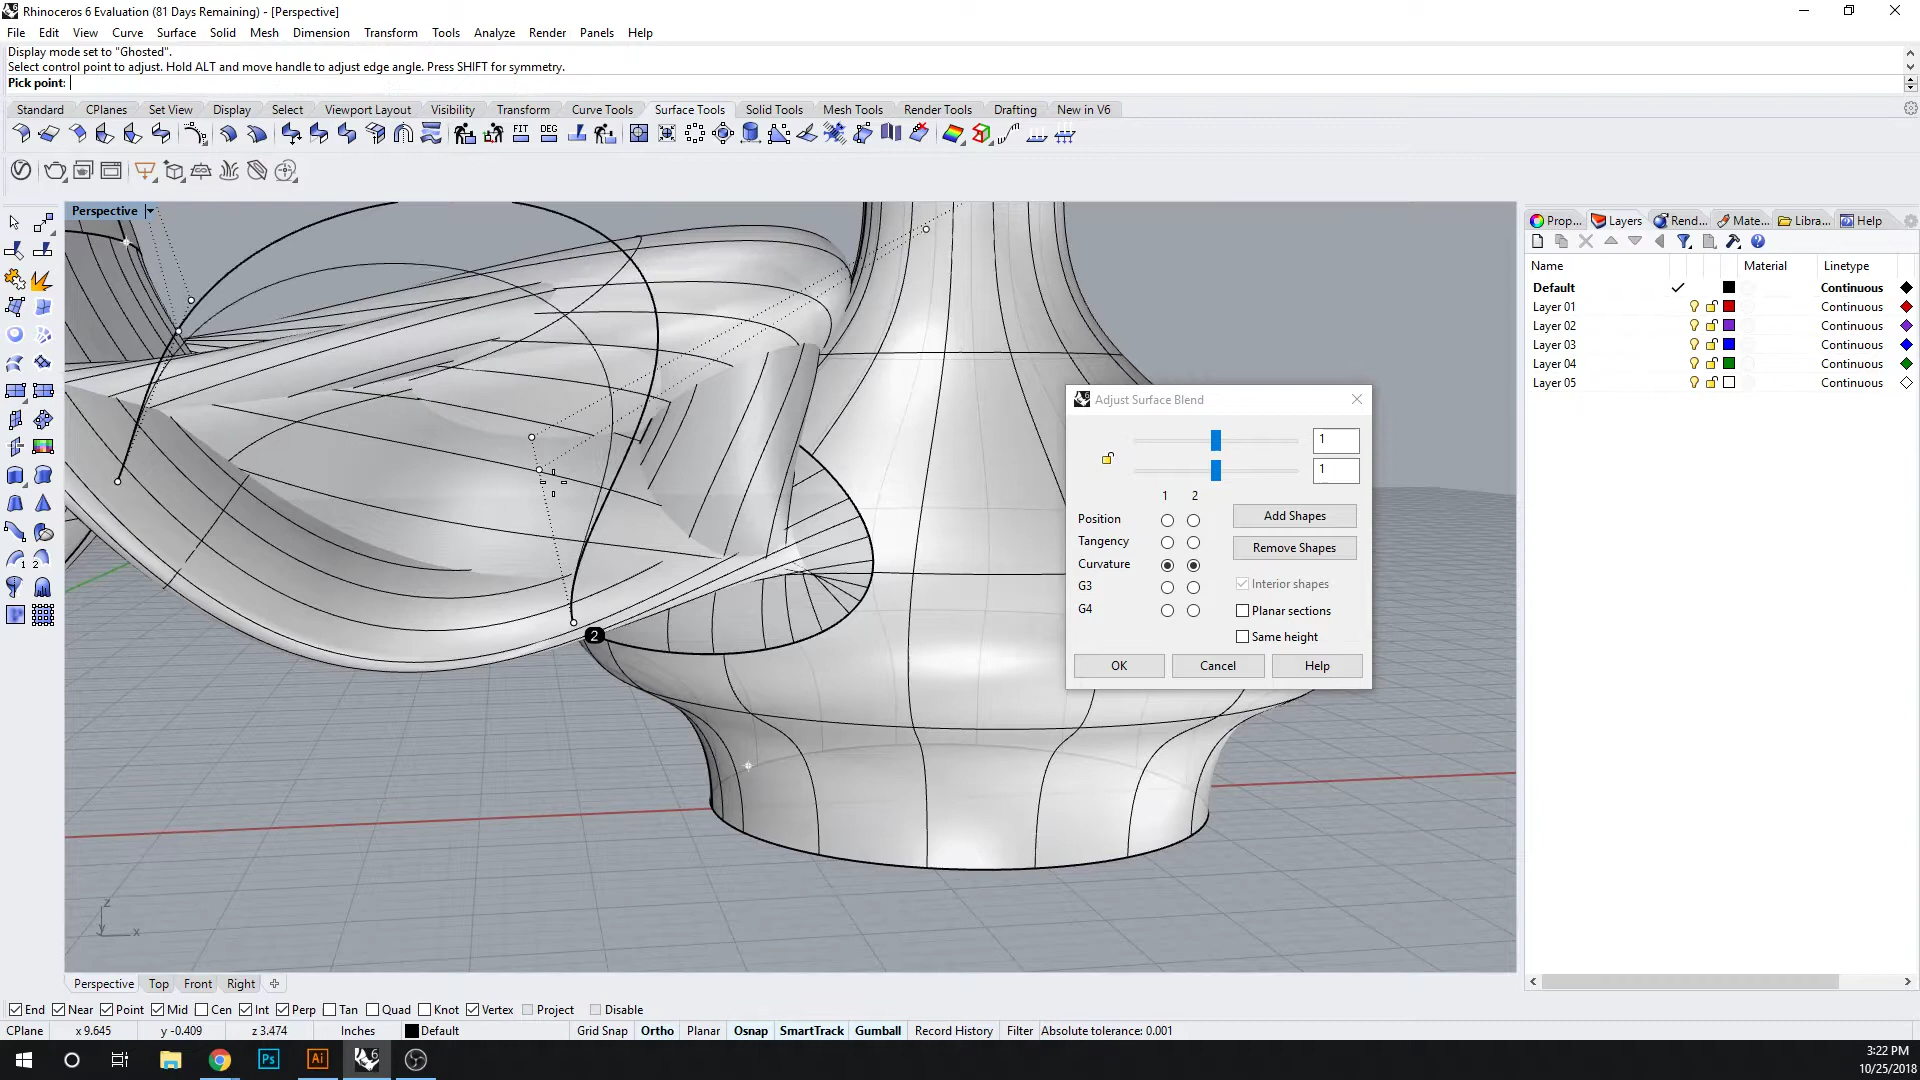 Rhinoceros 6 Evaluation (81 Days Remaining) - [Perspective]
File Edit View Curve Surface Solid Mesh Dimension Transform Tools Analyze Render Panels Help
Display mode set to "Ghosted".
Select control point to adjust. Hold ALT and move handle to adjust edge angle. Press SHIFT for symmetry.
Pick point:
Standard CPlanes Set View Display Select Viewport Layout Visibility Transform Curve Tools Surface Tools Solid Tools Mesh Tools Render Tools Drafting New in V6
FIT DEG
Perspective
Prop... Layers Rend... Mate... Libra... Help
Name Material Linetype
Default Continuous
Layer 01 Continuous
Layer 02 Continuous
Layer 03 Continuous
Layer 04 Continuous
Layer 05 Continuous
Adjust Surface Blend
1
1
1 2
Position
Tangency
Curvature
G3
G4
Add Shapes
Remove Shapes
Interior shapes
Planar sections
Same height
OK Cancel Help
2
z
x
Perspective Top Front Right
End Near Point Mid Cen Int Perp Tan Quad Knot Vertex Project Disable
CPlane x 9.645 y -0.409 z 3.474 Inches Default Grid Snap Ortho Planar Osnap SmartTrack Gumball Record History Filter Absolute tolerance: 0.001
Ps Ai 6
3:22 PM
10/25/2018